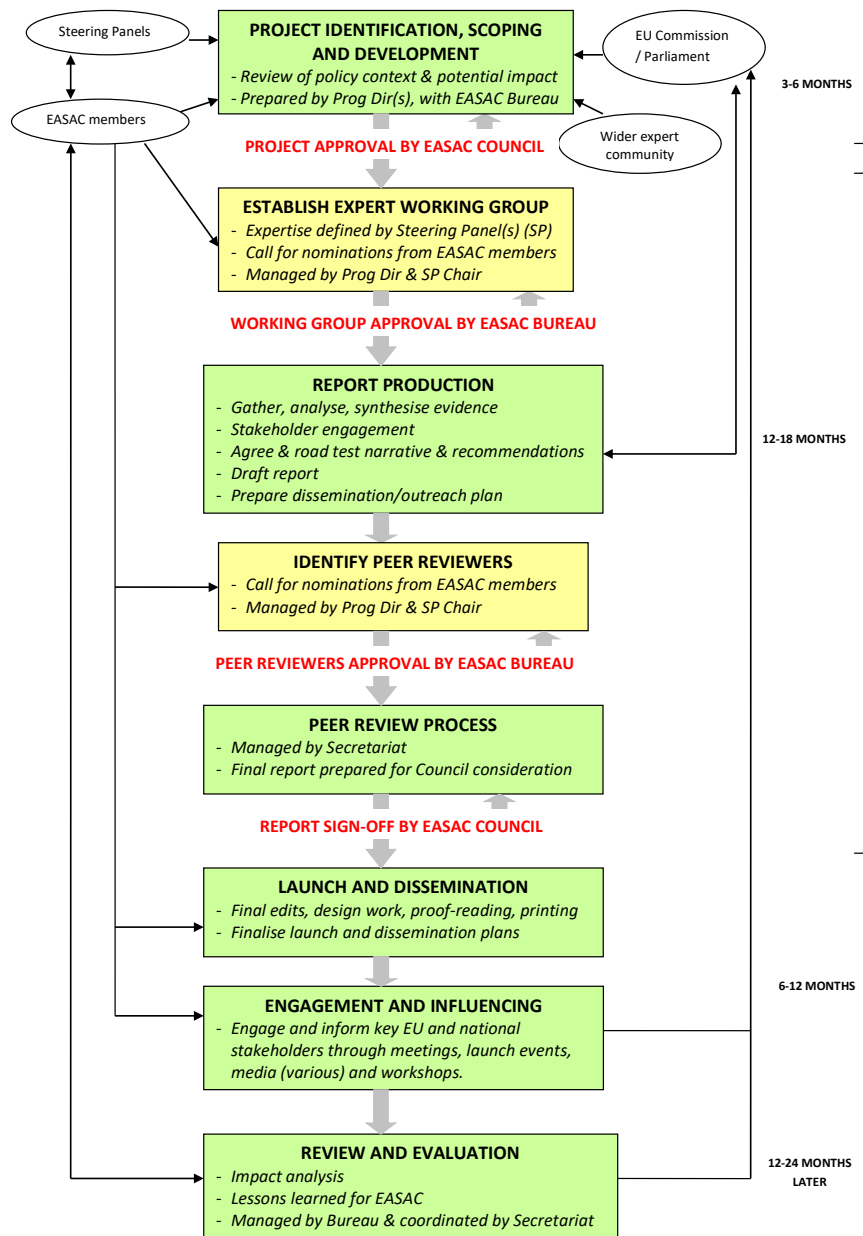 Steering Panels
PROJECT IDENTIFICATION, SCOPING
AND DEVELOPMENT
- Review of policy context & potential impact
- Prepared by Prog Dir(s), with EASAC Bureau
EU Commission
/ Parliament
3-6 MONTHS
EASAC members
Wider expert
community
PROJECT APPROVAL BY EASAC COUNCIL
ESTABLISH EXPERT WORKING GROUP
- Expertise defined by Steering Panel(s) (SP)
- Call for nominations from EASAC members
- Managed by Prog Dir & SP Chair
WORKING GROUP APPROVAL BY EASAC BUREAU
REPORT PRODUCTION
- Gather, analyse, synthesise evidence
- Stakeholder engagement
- Agree & road test narrative & recommendations
- Draft report
- Prepare dissemination/outreach plan
12-18 MONTHS
IDENTIFY PEER REVIEWERS
- Call for nominations from EASAC members
- Managed by Prog Dir & SP Chair
PEER REVIEWERS APPROVAL BY EASAC BUREAU
PEER REVIEW PROCESS
- Managed by Secretariat
- Final report prepared for Council consideration
REPORT SIGN-OFF BY EASAC COUNCIL
LAUNCH AND DISSEMINATION
- Final edits, design work, proof-reading, printing
- Finalise launch and dissemination plans
6-12 MONTHS
ENGAGEMENT AND INFLUENCING
- Engage and inform key EU and national
stakeholders through meetings, launch events,
media (various) and workshops.
REVIEW AND EVALUATION
- Impact analysis
- Lessons learned for EASAC
- Managed by Bureau & coordinated by Secretariat
12-24 MONTHS
LATER